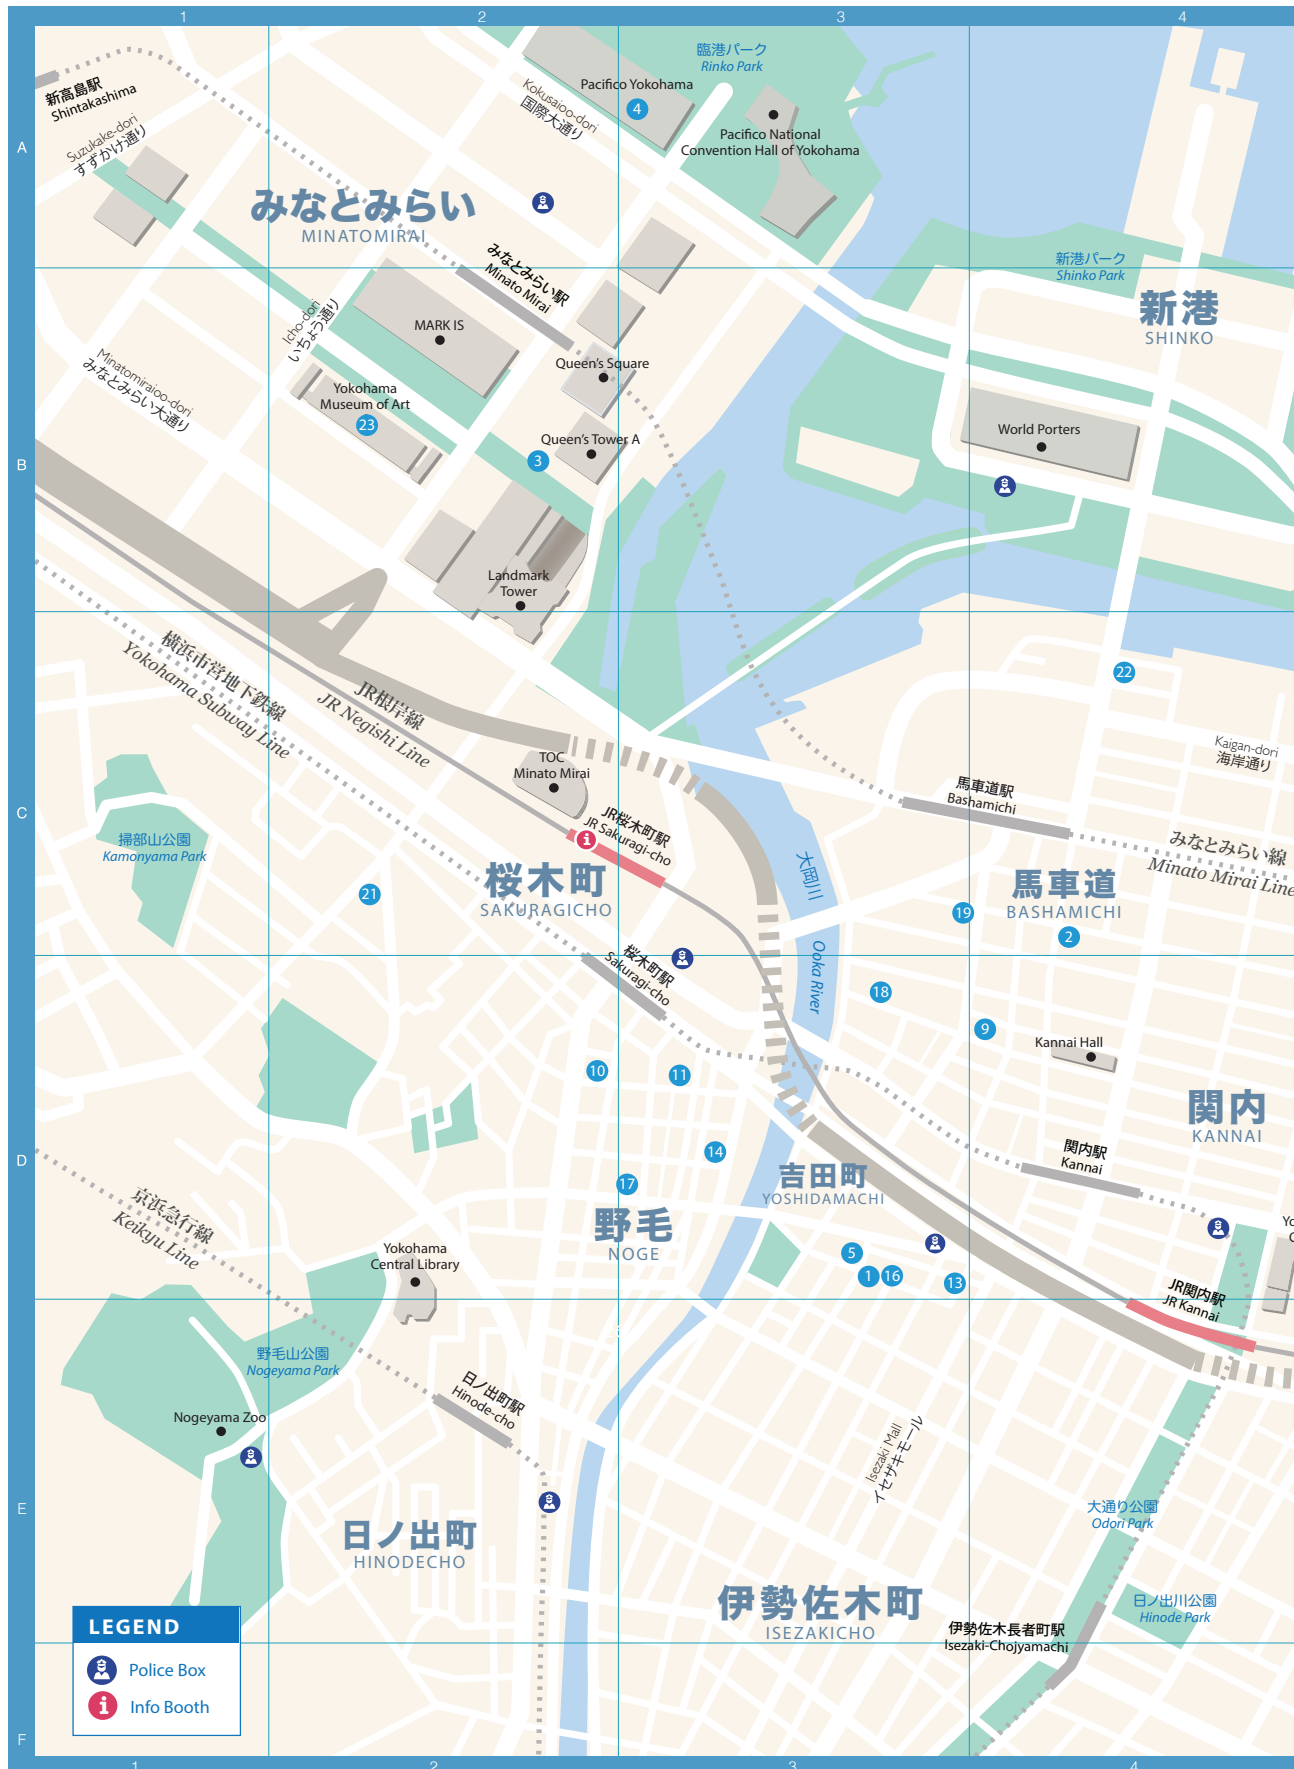 1
2
3
4
A
B
C
D
E
F
新高島駅
Shintakashima
Suzukake-dori
すずかけ通り
Kokusaioo-dori
国際大通り
Pacifico Yokohama
4
臨港パーク
Rinko Park
Pacifico National
Convention Hall of Yokohama
みなとみらい
MINATOMIRAI
みなとみらい駅
Minato Mirai
新港パーク
Shinko Park
新港
SHINKO
Icho-dori
いちょう通り
MARK IS
Minatomiraioo-dori
みなとみらい大通り
Yokohama
Museum of Art
23
Queen's Square
Queen's Tower A
3
World Porters
Landmark
Tower
横浜市営地下鉄線
Yokohama Subway Line
JR根岸線
JR Negishi Line
22
Kaigan-dori
海岸通り
TOC
Minato Mirai
馬車道駅
Bashamichi
みなとみらい線
Minato Mirai Line
JR桜木町駅
JR Sakuragi-cho
i
掃部山公園
Kamonyama Park
21
桜木町
SAKURAGICHO
大岡川
Ooka River
馬車道
BASHAMICHI
19
2
桜木町駅
Sakuragi-cho
18
9
Kannai Hall
10
11
関内
KANNAI
14
関内駅
Kannai
17
吉田町
YOSHIDAMACHI
京浜急行線
Keikyu Line
野毛
NOGE
Yokohama
Central Library
5
1
16
13
Yo
C
JR関内駅
JR Kannai
野毛山公園
Nogeyama Park
日ノ出町駅
Hinode-cho
Nogeyama Zoo
Isezaki Mall
イセザキモール
大通り公園
Odori Park
日ノ出町
HINODECHO
伊勢佐木町
ISEZAKICHO
日ノ出川公園
Hinode Park
伊勢佐木長者町駅
Isezaki-Chojyamachi
LEGEND
Police Box
i
Info Booth
1
2
3
4